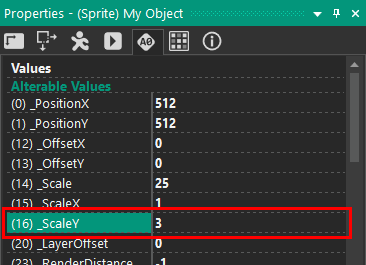 Properties - (Sprite) My Object
A0
Values
Alterable Values
(0) _PositionX 512
(1) _PositionY 512
(12) _OffsetX 0
(13) _OffsetY 0
(14) _Scale 25
(15) _ScaleX 1
(16) _ScaleY 3
(20) _LayerOffset 0
(23) _RenderDistance -1